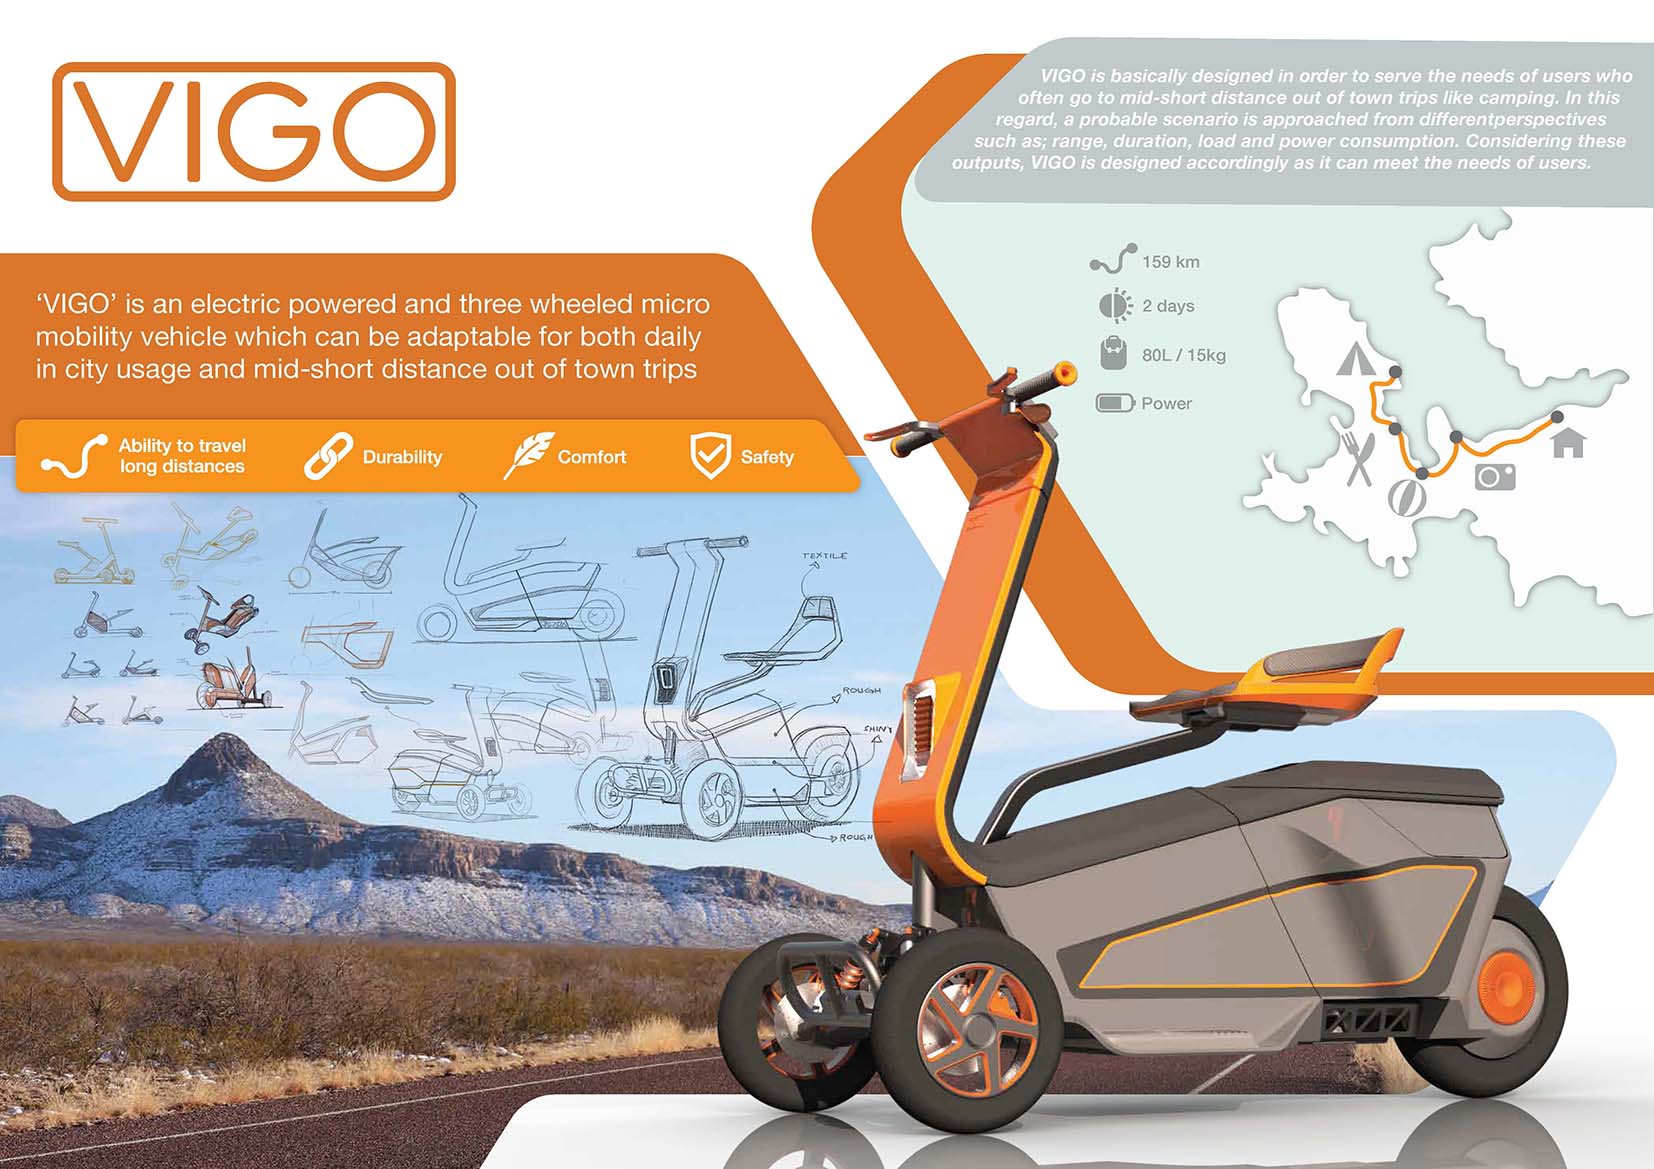 VIGO
VIGO is basically designed in order to serve the needs of users who
often go to mid-short distance out of town trips like camping. In this
regard, a probable scenario is approached from differentperspectives
such as; range, duration, load and power consumption. Considering these
outputs, VIGO is designed accordingly as it can meet the needs of users.
‘VIGO’ is an electric powered and three wheeled micro
mobility vehicle which can be adaptable for both daily
in city usage and mid-short distance out of town trips
Ability to travel
long distances
Durability
Comfort
Safety
159 km
2 days
80L / 15kg
Power
TEXTILE
ROUGH
SHINY
ROUGH